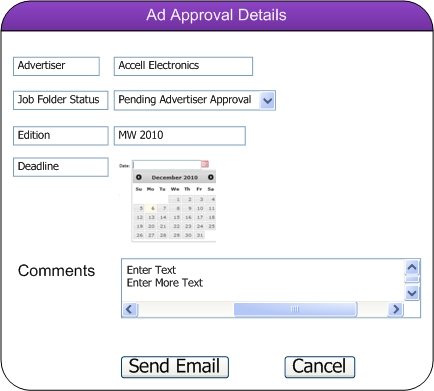 Ad Approval Details
Advertiser Accell Electronics
Job Folder Status Pending Advertiser Approval
Edition MW 2010
Deadline Date:
December 2010
Su Mo Tu We Th Fr Sa
1 2 3 4
5 6 7 8 9 10 11
12 13 14 15 16 17 18
19 20 21 22 23 24 25
26 27 28 29 30 31
Comments
Enter Text
Enter More Text
Send Email Cancel